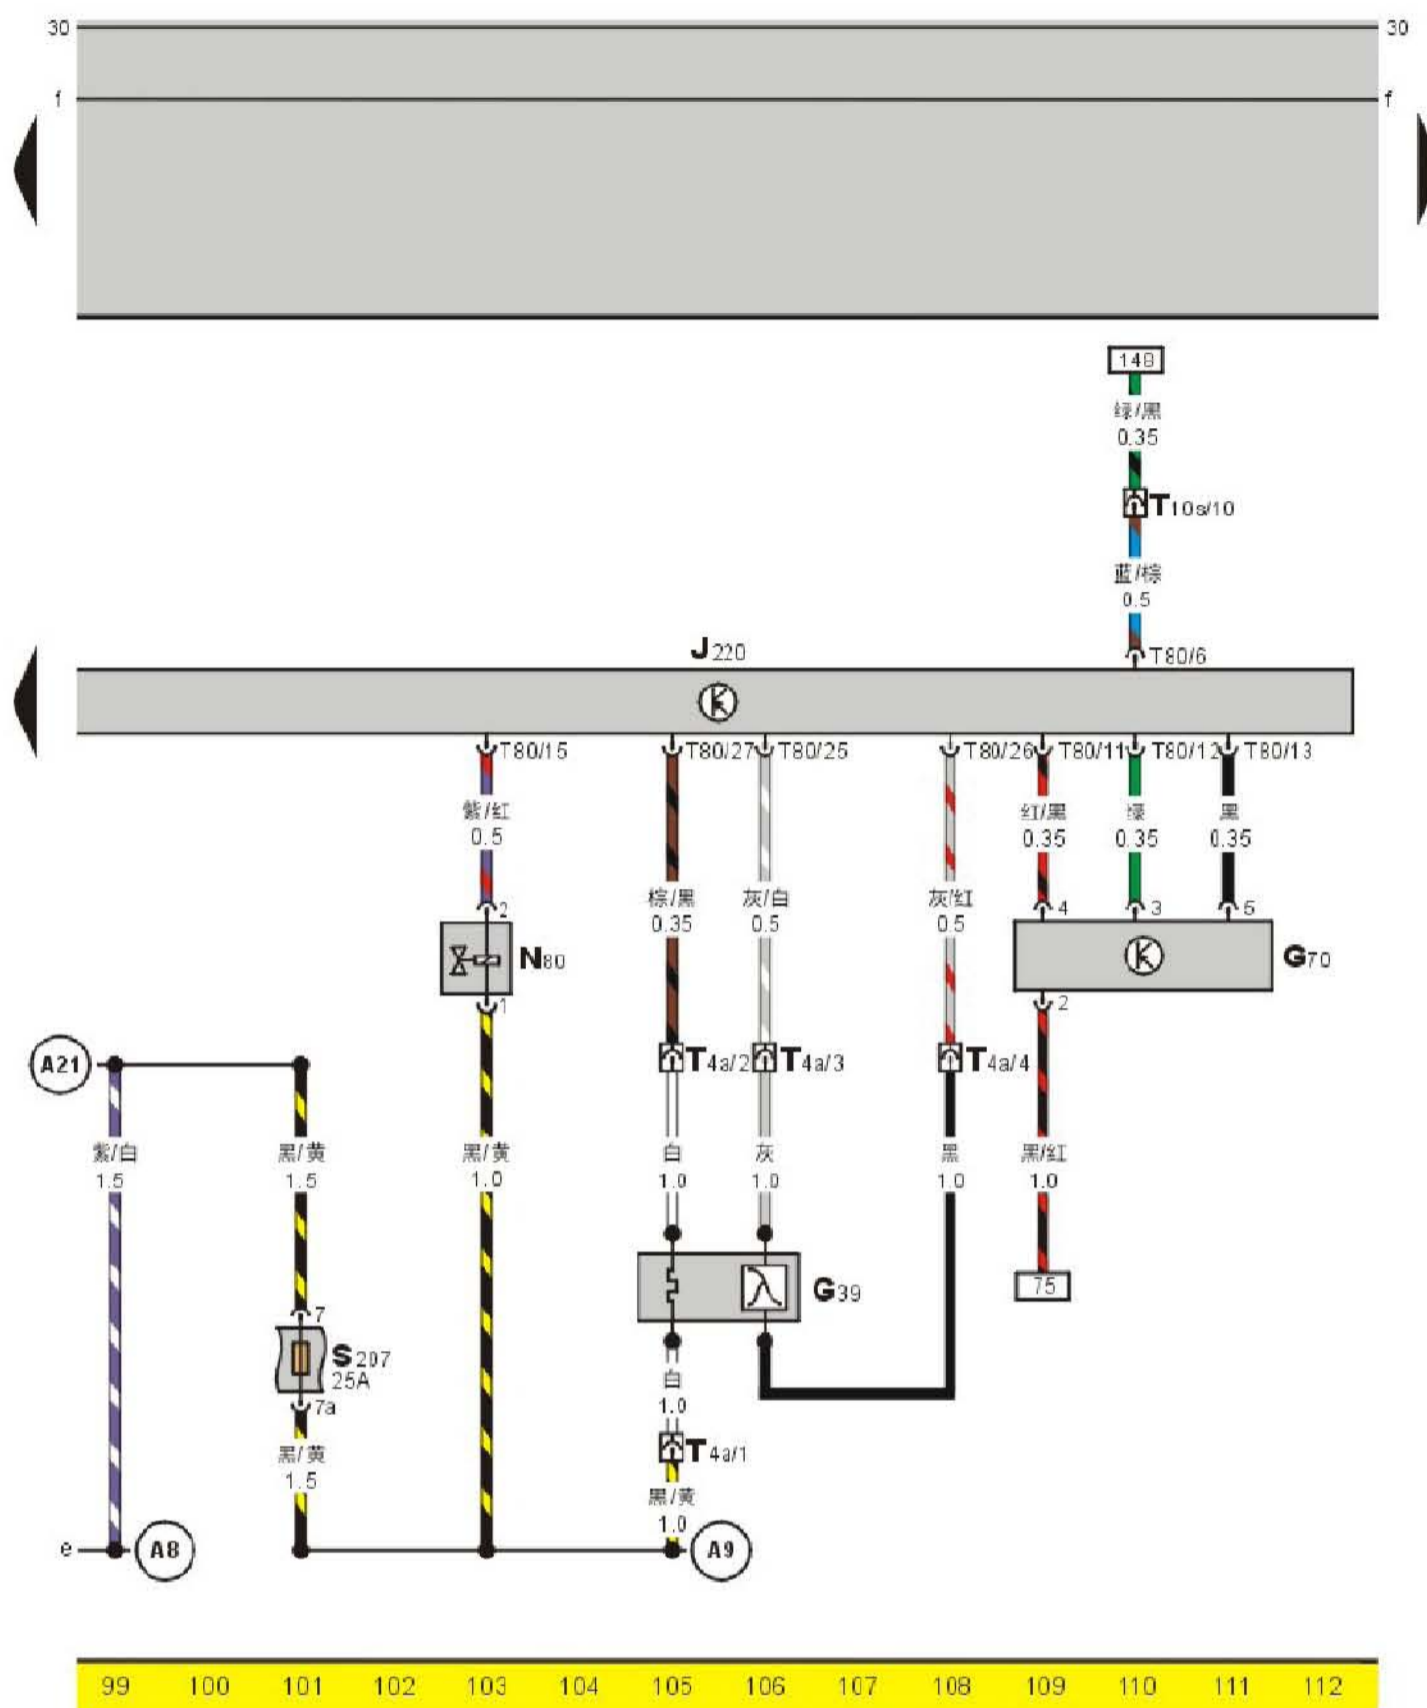 30 30
f f
148
绿/黑
0.35
T10s/10
蓝/棕
0.5
T80/6
J220
T80/15 T80/27 T80/25 T80/26 T80/11 T80/12 T80/13
紫/红 红/黑 绿 黑
0.5 0.35 0.35 0.35
棕/黑 灰/白 灰/红
0.35 0.5 0.5
2 4 3 5
N80 G70
1 2
A21 T4a/2 T4a/3 T4a/4
紫/白 黑/黄 黑/黄 白 灰 黑 黑/红
1.5 1.5 1.0 1.0 1.0 1.0 1.0
75
G39
7
S207
25A
7a
白
1.0
T4a/1
黑/黄
1.5
黑/黄
1.0
e A8 A9
99 100 101 102 103 104 105 106 107 108 109 110 111 112